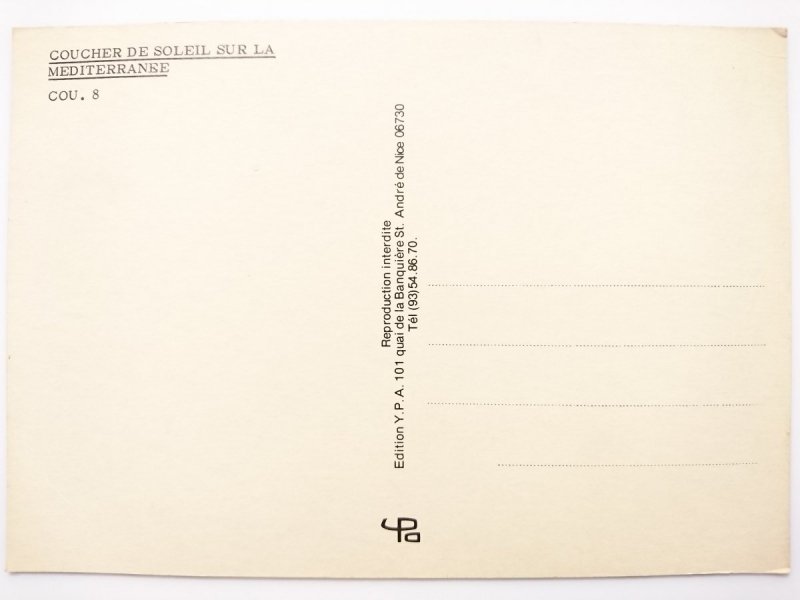 COUCHER DE SOLEIL SUR LA
MEDITERRANEE
COU. 8
Reproduction interdite
Edition Y.P.A. 101 quai de la Banquière St. André de Nice 06730
Tél (93)54.86.70.
ypa